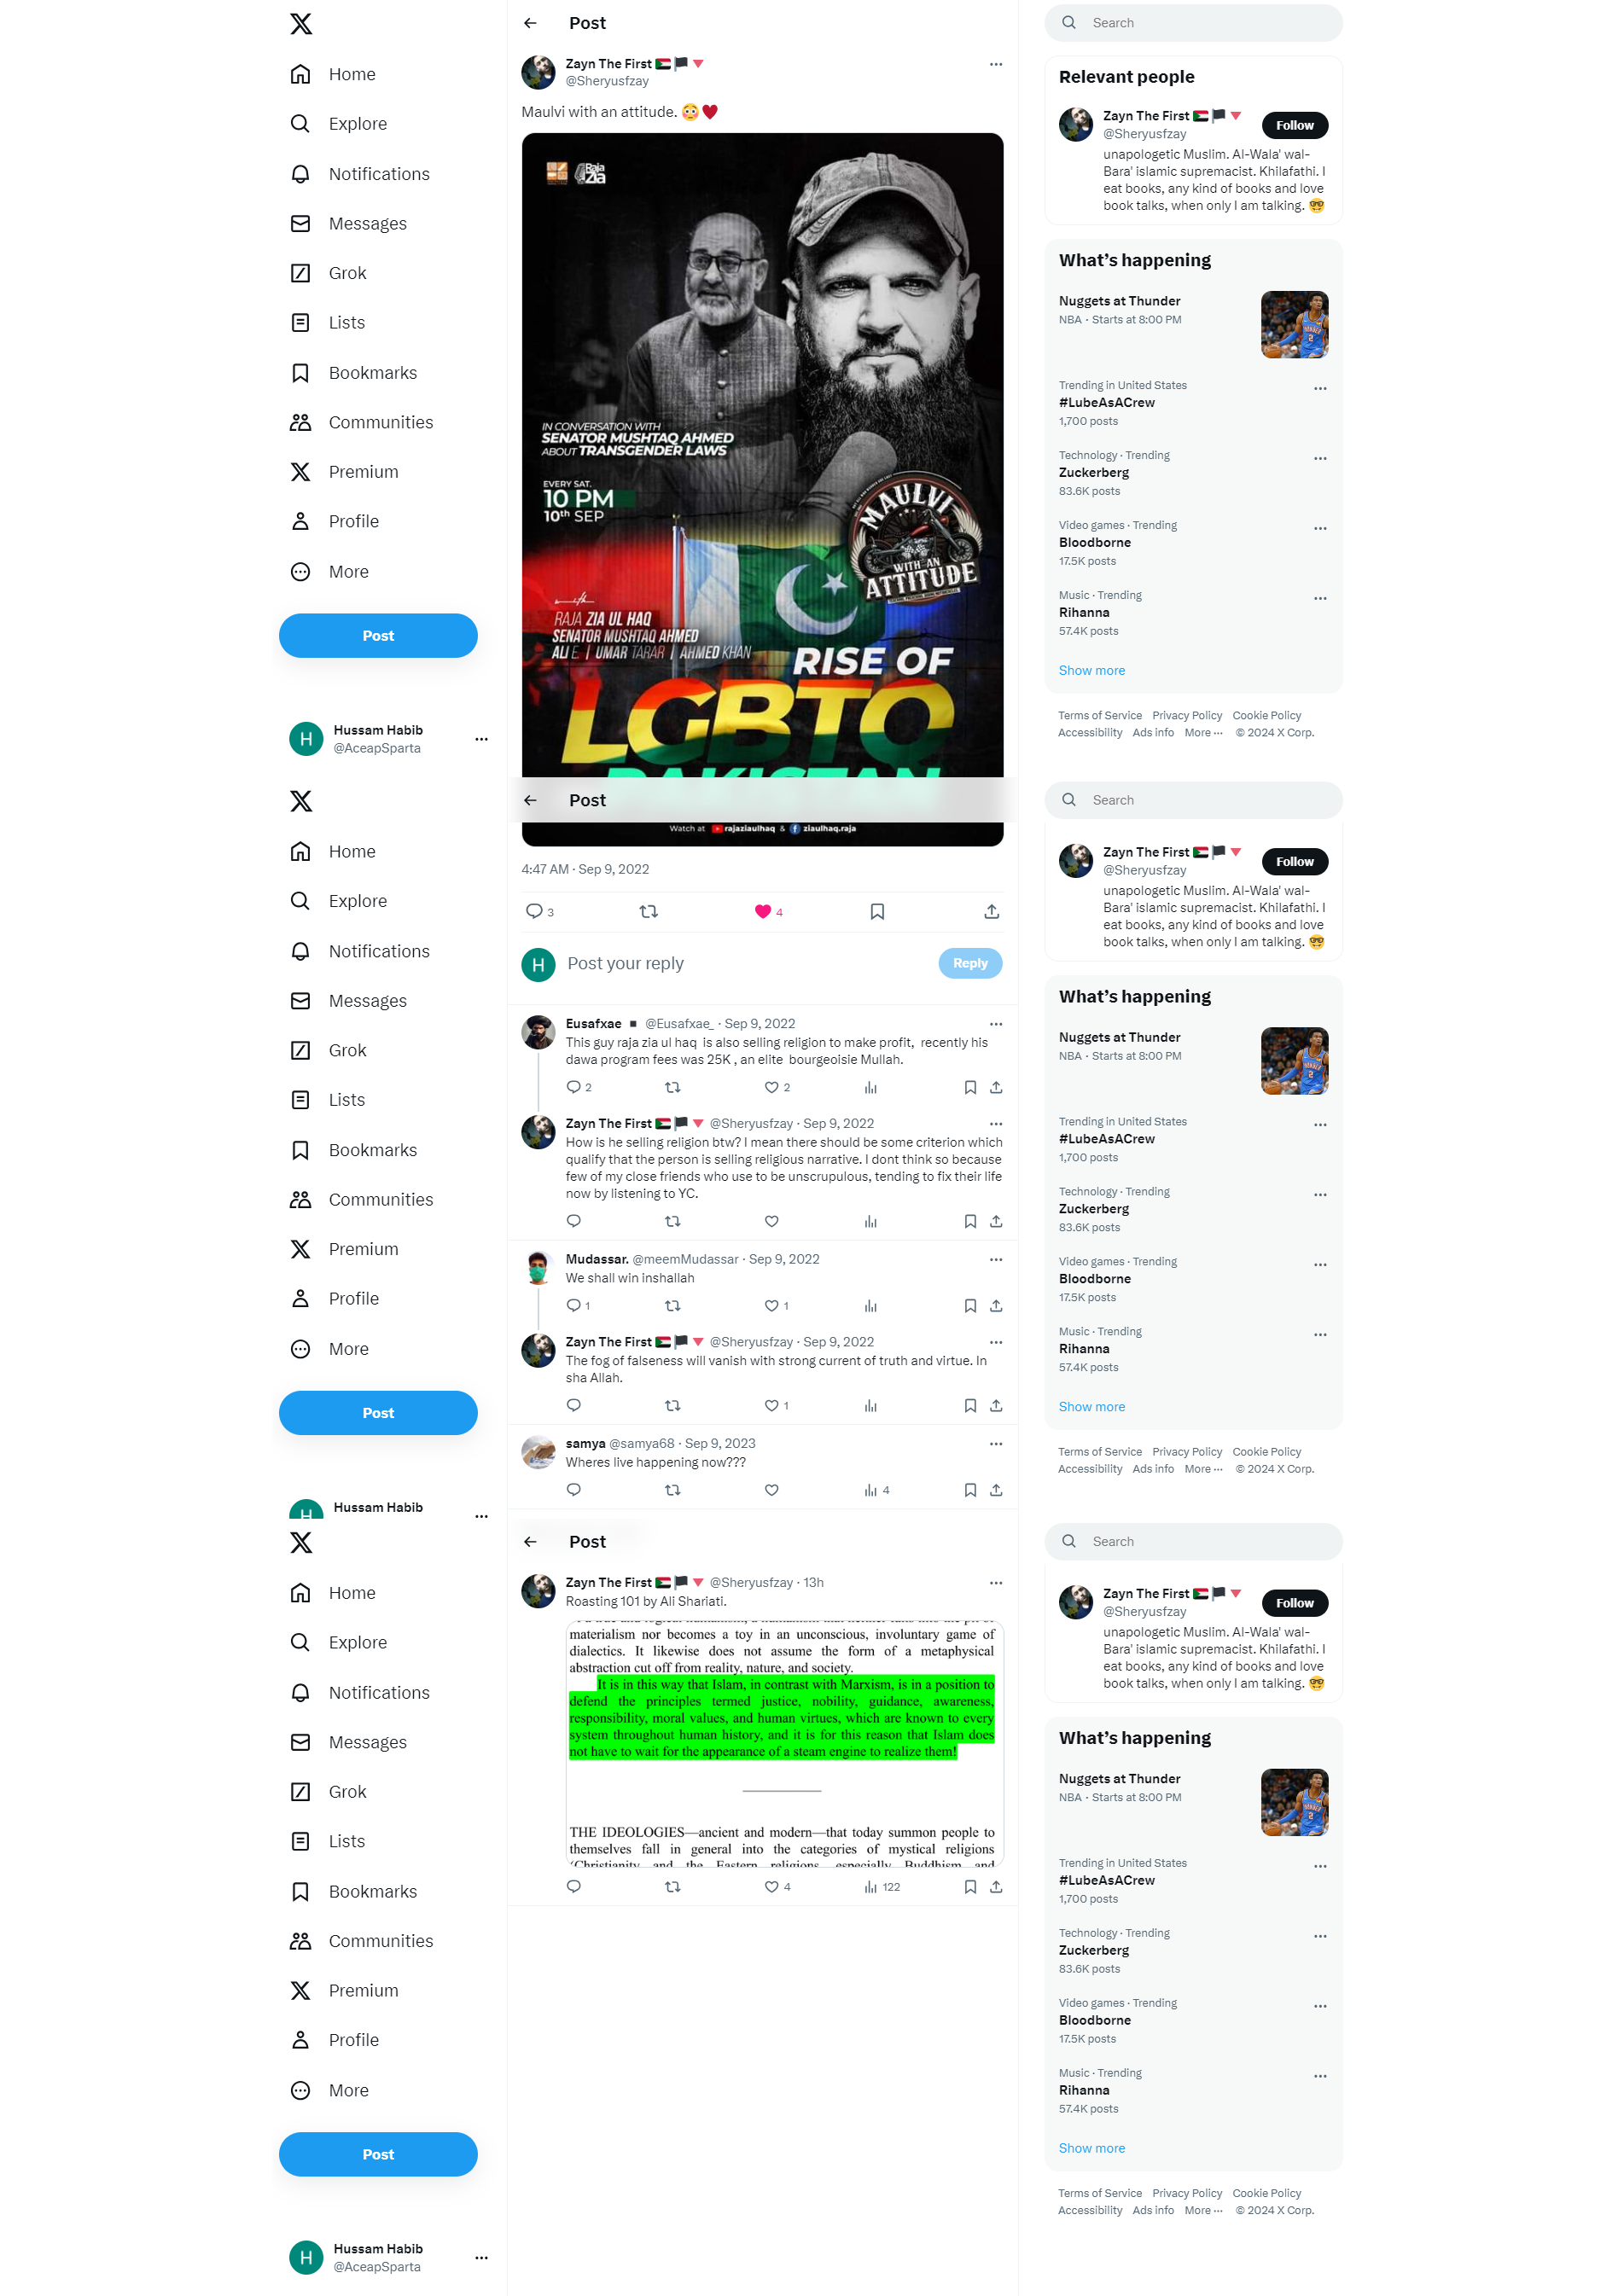 Home
Explore
Notifications
Messages
Grok
Lists
Bookmarks
Communities
Premium
Profile
More
Post
Hussam Habib
@AceapSparta
Post
Zayn The First
@Sheryusfzay
Maulvi with an attitude.
Raja
Zia
IN CONVERSATION WITH
SENATOR MUSHTAQ AHMED
ABOUT TRANSGENDER LAWS
EVERY SAT.
10 PM
10th SEP
MAULVI
WITH AN
ATTITUDE
with
RAJA ZIA UL HAQ
SENATOR MUSHTAQ AHMED
ALI E | UMAR TARAR | AHMED KHAN
RISE OF
LGBTQ
PAKISTAN
Search
Relevant people
Zayn The First
@Sheryusfzay
Follow
unapologetic Muslim. Al-Wala' wal-
Bara' islamic supremacist. Khilafathi. I
eat books, any kind of books and love
book talks, when only I am talking.
What's happening
Nuggets at Thunder
NBA · Starts at 8:00 PM
Trending in United States
#LubeAsACrew
1,700 posts
Technology · Trending
Zuckerberg
83.6K posts
Video games · Trending
Bloodborne
17.5K posts
Music · Trending
Rihanna
57.4K posts
Show more
Terms of Service Privacy Policy Cookie Policy
Accessibility Ads info More ··· © 2024 X Corp.
Home
Explore
Notifications
Messages
Grok
Lists
Bookmarks
Communities
Premium
Profile
More
Post
Hussam Habib
Post
Watch at rajaziaulhaq & ziaulhaq.raja
4:47 AM · Sep 9, 2022
3
4
H Post your reply
Reply
Eusafxae @Eusafxae_ · Sep 9, 2022
This guy raja zia ul haq is also selling religion to make profit, recently his
dawa program fees was 25K , an elite bourgeoisie Mullah.
2
2
Zayn The First @Sheryusfzay · Sep 9, 2022
How is he selling religion btw? I mean there should be some criterion which
qualify that the person is selling religious narrative. I dont think so because
few of my close friends who use to be unscrupulous, tending to fix their life
now by listening to YC.
Mudassar. @meemMudassar · Sep 9, 2022
We shall win inshallah
1
1
Zayn The First @Sheryusfzay · Sep 9, 2022
The fog of falseness will vanish with strong current of truth and virtue. In
sha Allah.
1
samya @samya68 · Sep 9, 2023
Wheres live happening now???
4
Search
Zayn The First
@Sheryusfzay
Follow
unapologetic Muslim. Al-Wala' wal-
Bara' islamic supremacist. Khilafathi. I
eat books, any kind of books and love
book talks, when only I am talking.
What's happening
Nuggets at Thunder
NBA · Starts at 8:00 PM
Trending in United States
#LubeAsACrew
1,700 posts
Technology · Trending
Zuckerberg
83.6K posts
Video games · Trending
Bloodborne
17.5K posts
Music · Trending
Rihanna
57.4K posts
Show more
Terms of Service Privacy Policy Cookie Policy
Accessibility Ads info More ··· © 2024 X Corp.
Home
Explore
Notifications
Messages
Grok
Lists
Bookmarks
Communities
Premium
Profile
More
Post
Hussam Habib
@AceapSparta
Post
Zayn The First @Sheryusfzay · 13h
Roasting 101 by Ali Shariati.
materialism nor becomes a toy in an unconscious, involuntary game of
dialectics. It likewise does not assume the form of a metaphysical
abstraction cut off from reality, nature, and society.
It is in this way that Islam, in contrast with Marxism, is in a position to
defend the principles termed justice, nobility, guidance, awareness,
responsibility, moral values, and human virtues, which are known to every
system throughout human history, and it is for this reason that Islam does
not have to wait for the appearance of a steam engine to realize them!
THE IDEOLOGIES—ancient and modern—that today summon people to
themselves fall in general into the categories of mystical religions
(Christianity and the Eastern religions, especially Buddhism and
4
122
Search
Zayn The First
@Sheryusfzay
Follow
unapologetic Muslim. Al-Wala' wal-
Bara' islamic supremacist. Khilafathi. I
eat books, any kind of books and love
book talks, when only I am talking.
What's happening
Nuggets at Thunder
NBA · Starts at 8:00 PM
Trending in United States
#LubeAsACrew
1,700 posts
Technology · Trending
Zuckerberg
83.6K posts
Video games · Trending
Bloodborne
17.5K posts
Music · Trending
Rihanna
57.4K posts
Show more
Terms of Service Privacy Policy Cookie Policy
Accessibility Ads info More ··· © 2024 X Corp.